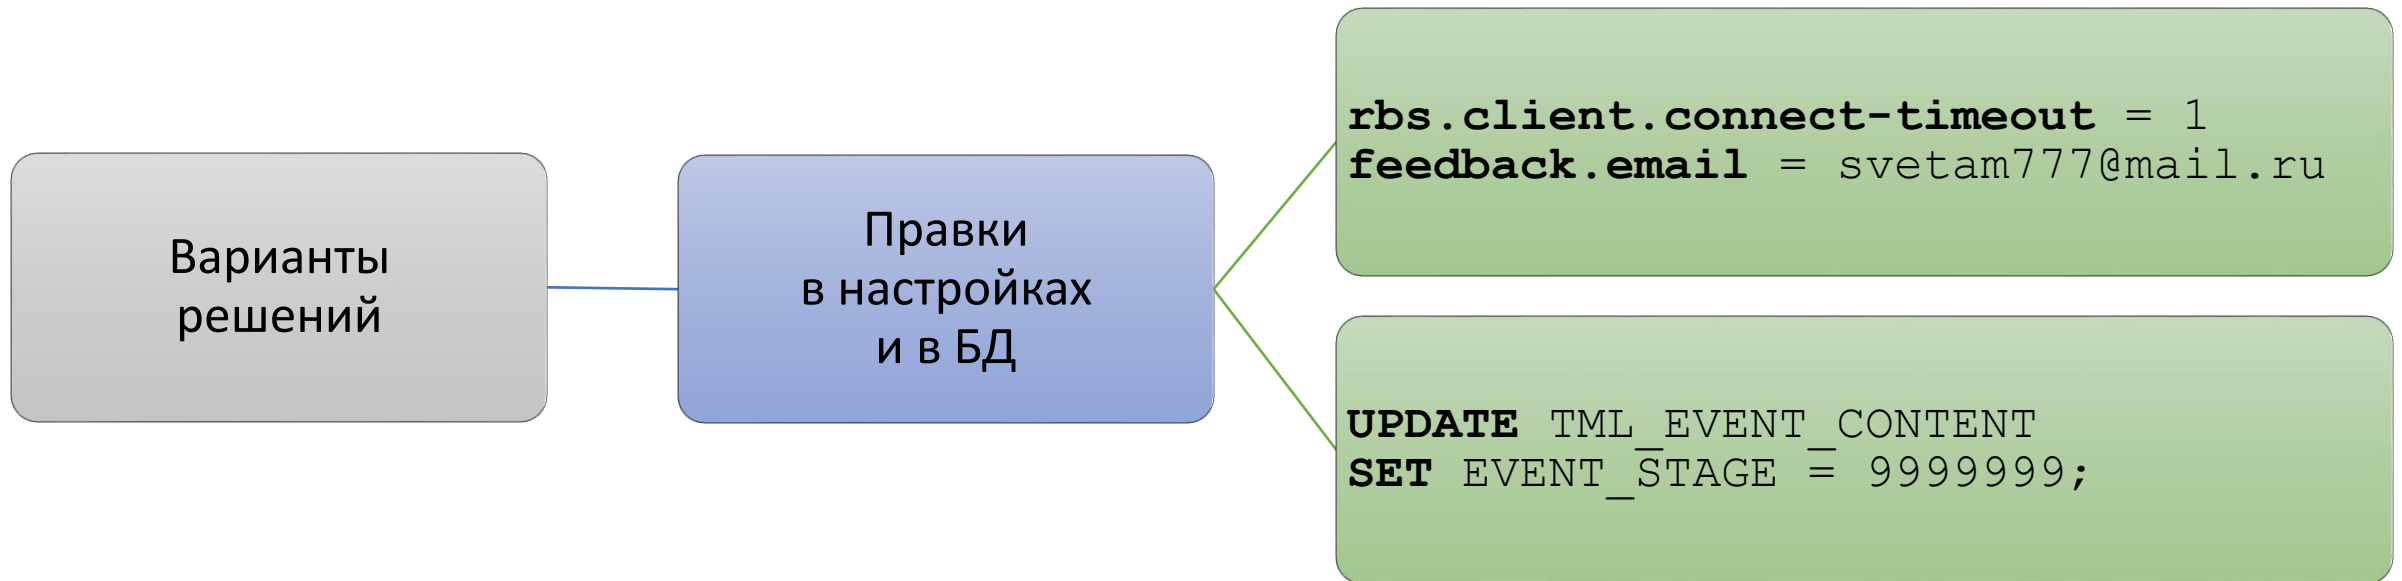 Варианты
решений
Правки
в настройках
и в БД
rbs.client.connect-timeout = 1
feedback.email = svetam777@mail.ru
UPDATE TML_EVENT_CONTENT
SET EVENT_STAGE = 9999999;